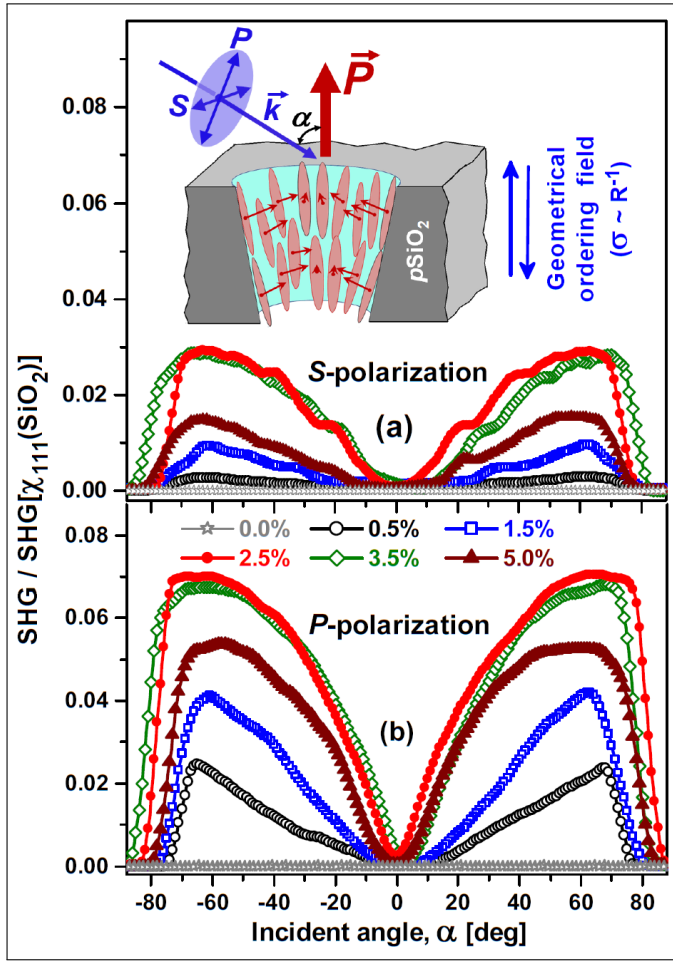 P
S
k
α
P
pSiO2
Geometrical
ordering field
(σ ~ R-1)
SHG / SHG[χ111(SiO2)]
0.08
0.06
0.04
0.02
0.00
S-polarization
(a)
0.0% 0.5% 1.5%
2.5% 3.5% 5.0%
0.08
0.06
0.04
0.02
0.00
P-polarization
(b)
-80 -60 -40 -20 0 20 40 60 80
Incident angle, α [deg]